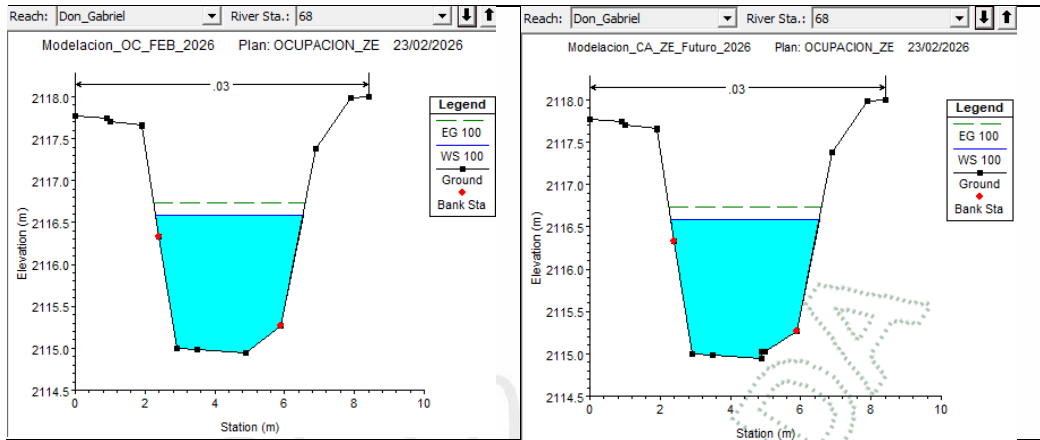 Reach: Don_Gabriel River Sta.: 68
Modelacion_OC_FEB_2026 Plan: OCUPACION_ZE 23/02/2026
.03
Legend
EG 100
WS 100
Ground
Bank Sta
Elevation (m)
2118.0
2117.5
2117.0
2116.5
2116.0
2115.5
2115.0
2114.5
0 2 4 6 8 10
Station (m)
Reach: Don_Gabriel River Sta.: 68
Modelacion_CA_ZE_Futuro_2026 Plan: OCUPACION_ZE 23/02/2026
.03
Legend
EG 100
WS 100
Ground
Bank Sta
Elevation (m)
2118.0
2117.5
2117.0
2116.5
2116.0
2115.5
2115.0
2114.5
0 2 4 6 8 10
Station (m)